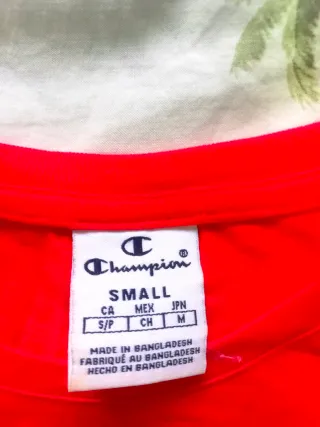 Champion®
SMALL
CA MEX JPN
S/P CH M
MADE IN BANGLADESH
FABRIQUÉ AU BANGLADESH
HECHO EN BANGLADESH